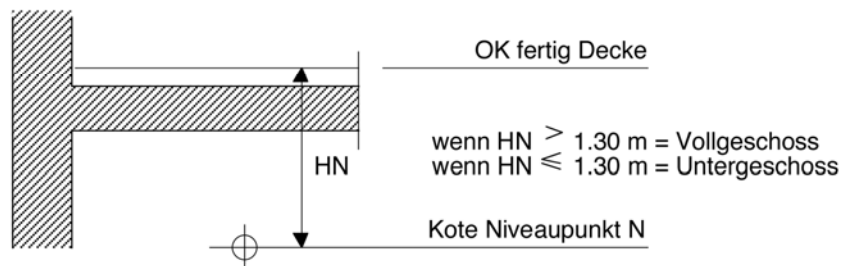 OK fertig Decke
wenn HN > 1.30 m = Vollgeschoss
HN
wenn HN ⩽ 1.30 m = Untergeschoss
Kote Niveaupunkt N